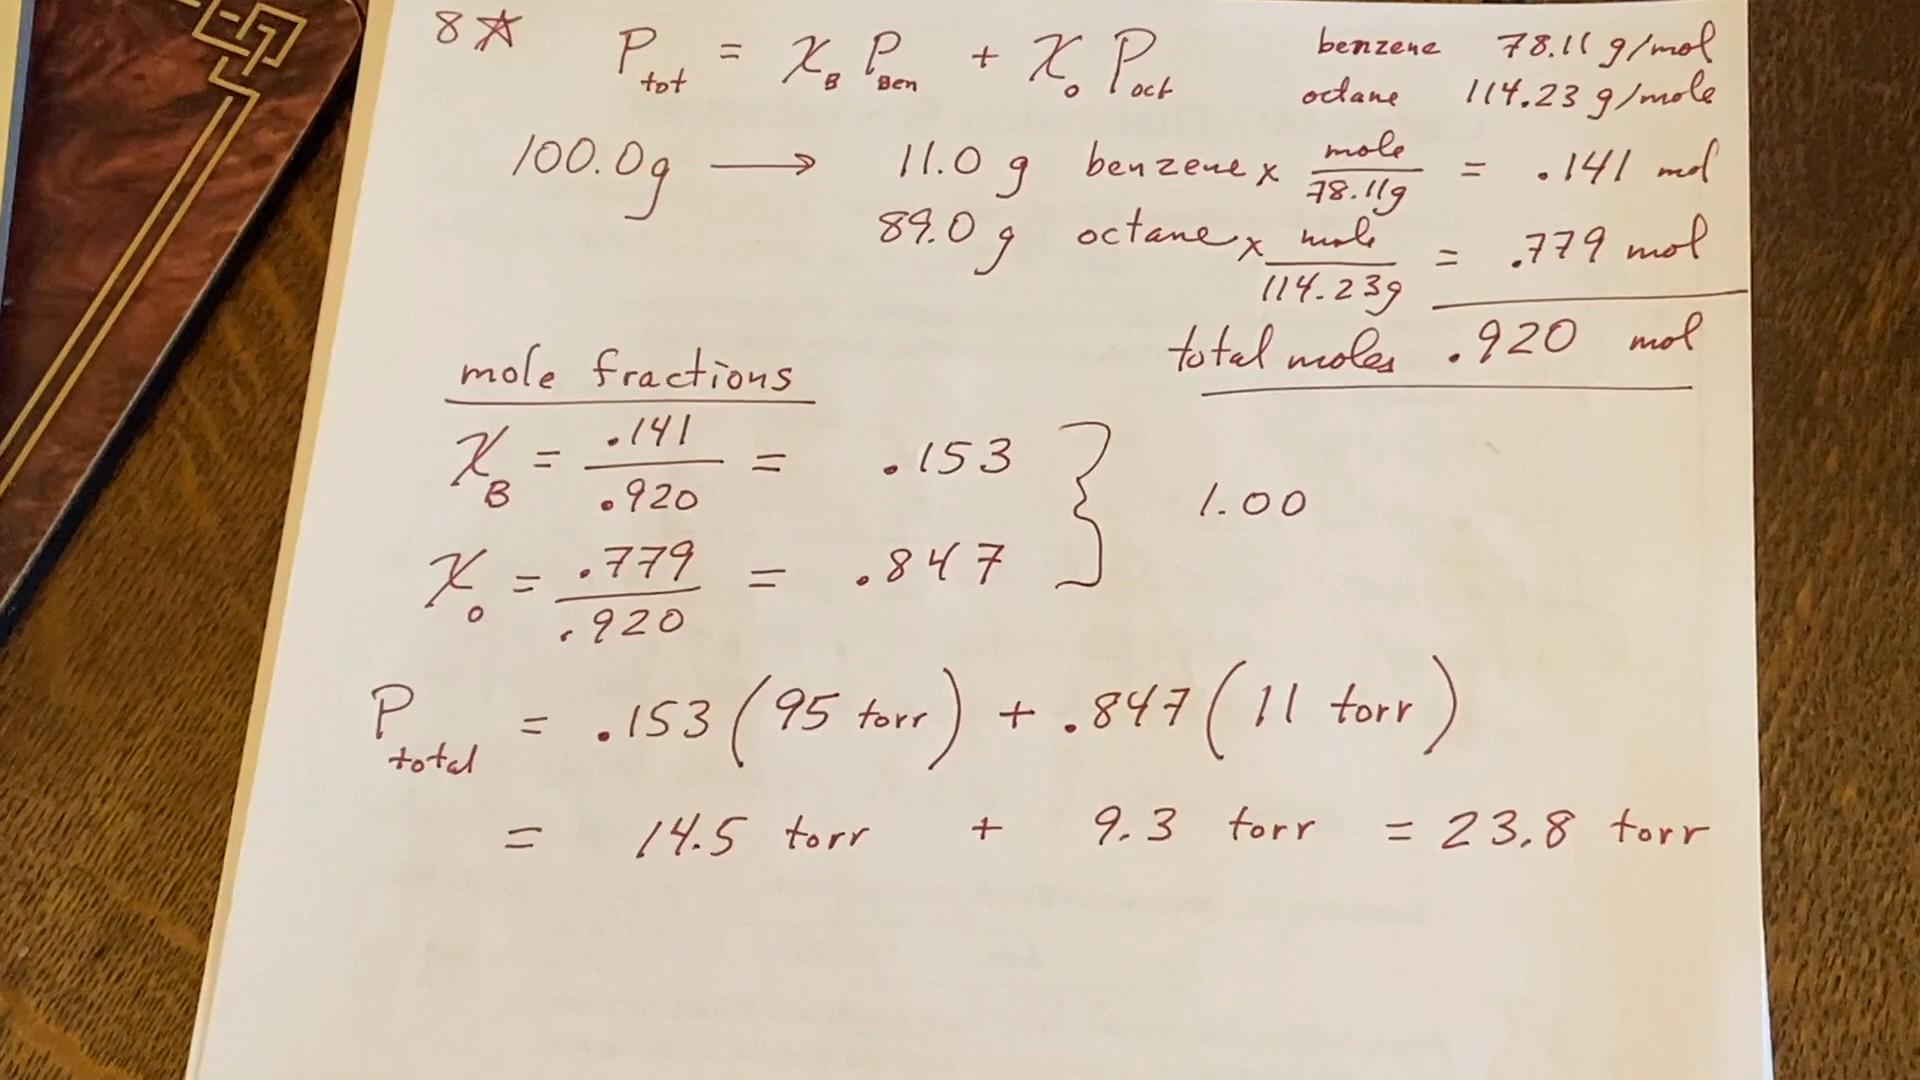 8☆ P_tot = χ_B P_Ben + χ_o P_oct
benzene 78.11 g/mol
octane 114.23 g/mole
100.0g → 11.0 g benzene x mole/78.11g = .141 mol
89.0 g octane x mole/114.23g = .779 mol
total moles .920 mol
mole fractions
χ_B = .141/.920 = .153
} 1.00
χ_o = .779/.920 = .847
P_total = .153 (95 torr) + .847 (11 torr)
= 14.5 torr + 9.3 torr = 23.8 torr